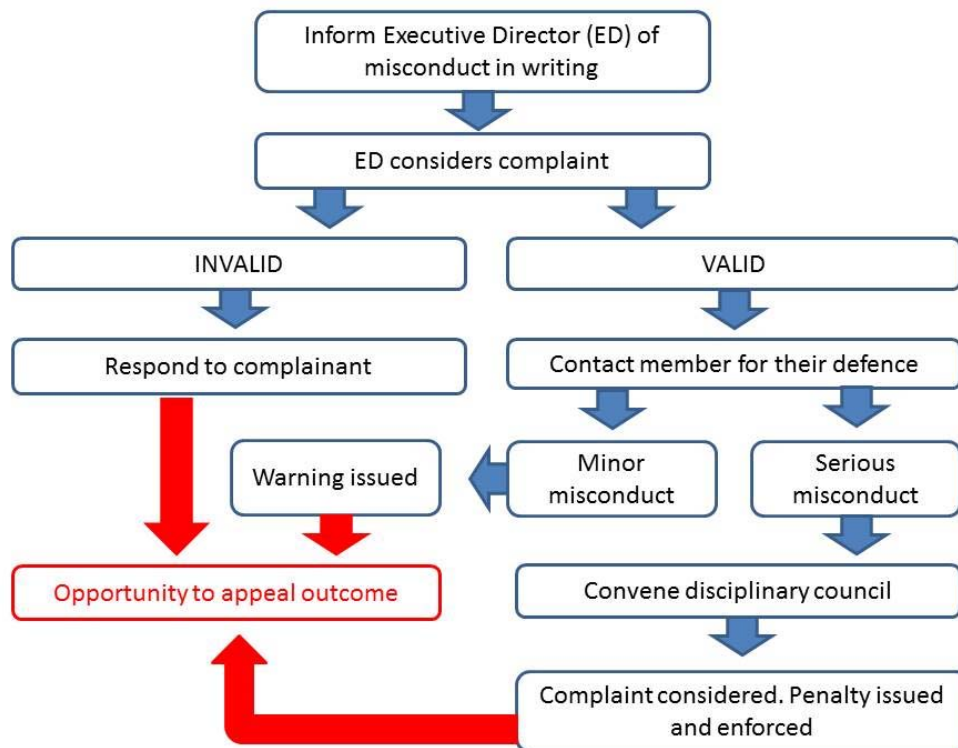 Inform Executive Director (ED) of
misconduct in writing
ED considers complaint
INVALID
VALID
Respond to complainant
Contact member for their defence
Warning issued
Minor
misconduct
Serious
misconduct
Opportunity to appeal outcome
Convene disciplinary council
Complaint considered. Penalty issued
and enforced